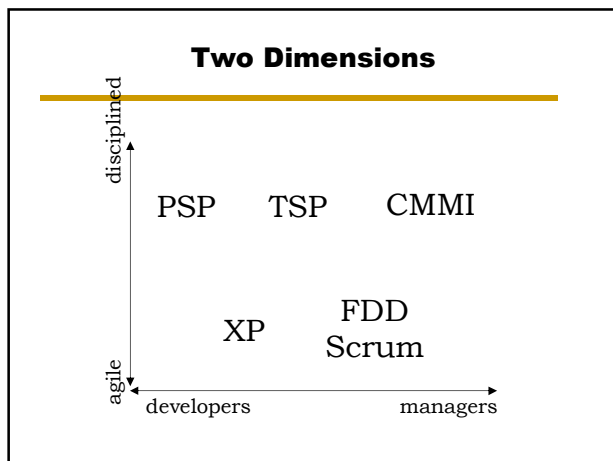 Two Dimensions
disciplined
PSP TSP CMMI
FDD
XP
Scrum
agile
developers managers